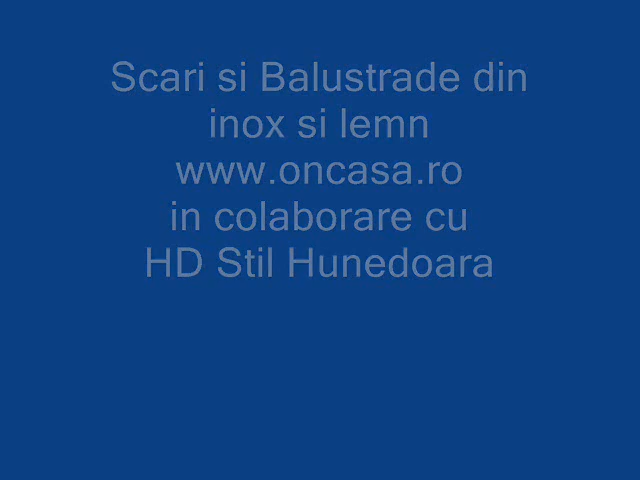 Scari si Balustrade din
inox si lemn
www.oncasa.ro
in colaborare cu
HD Stil Hunedoara